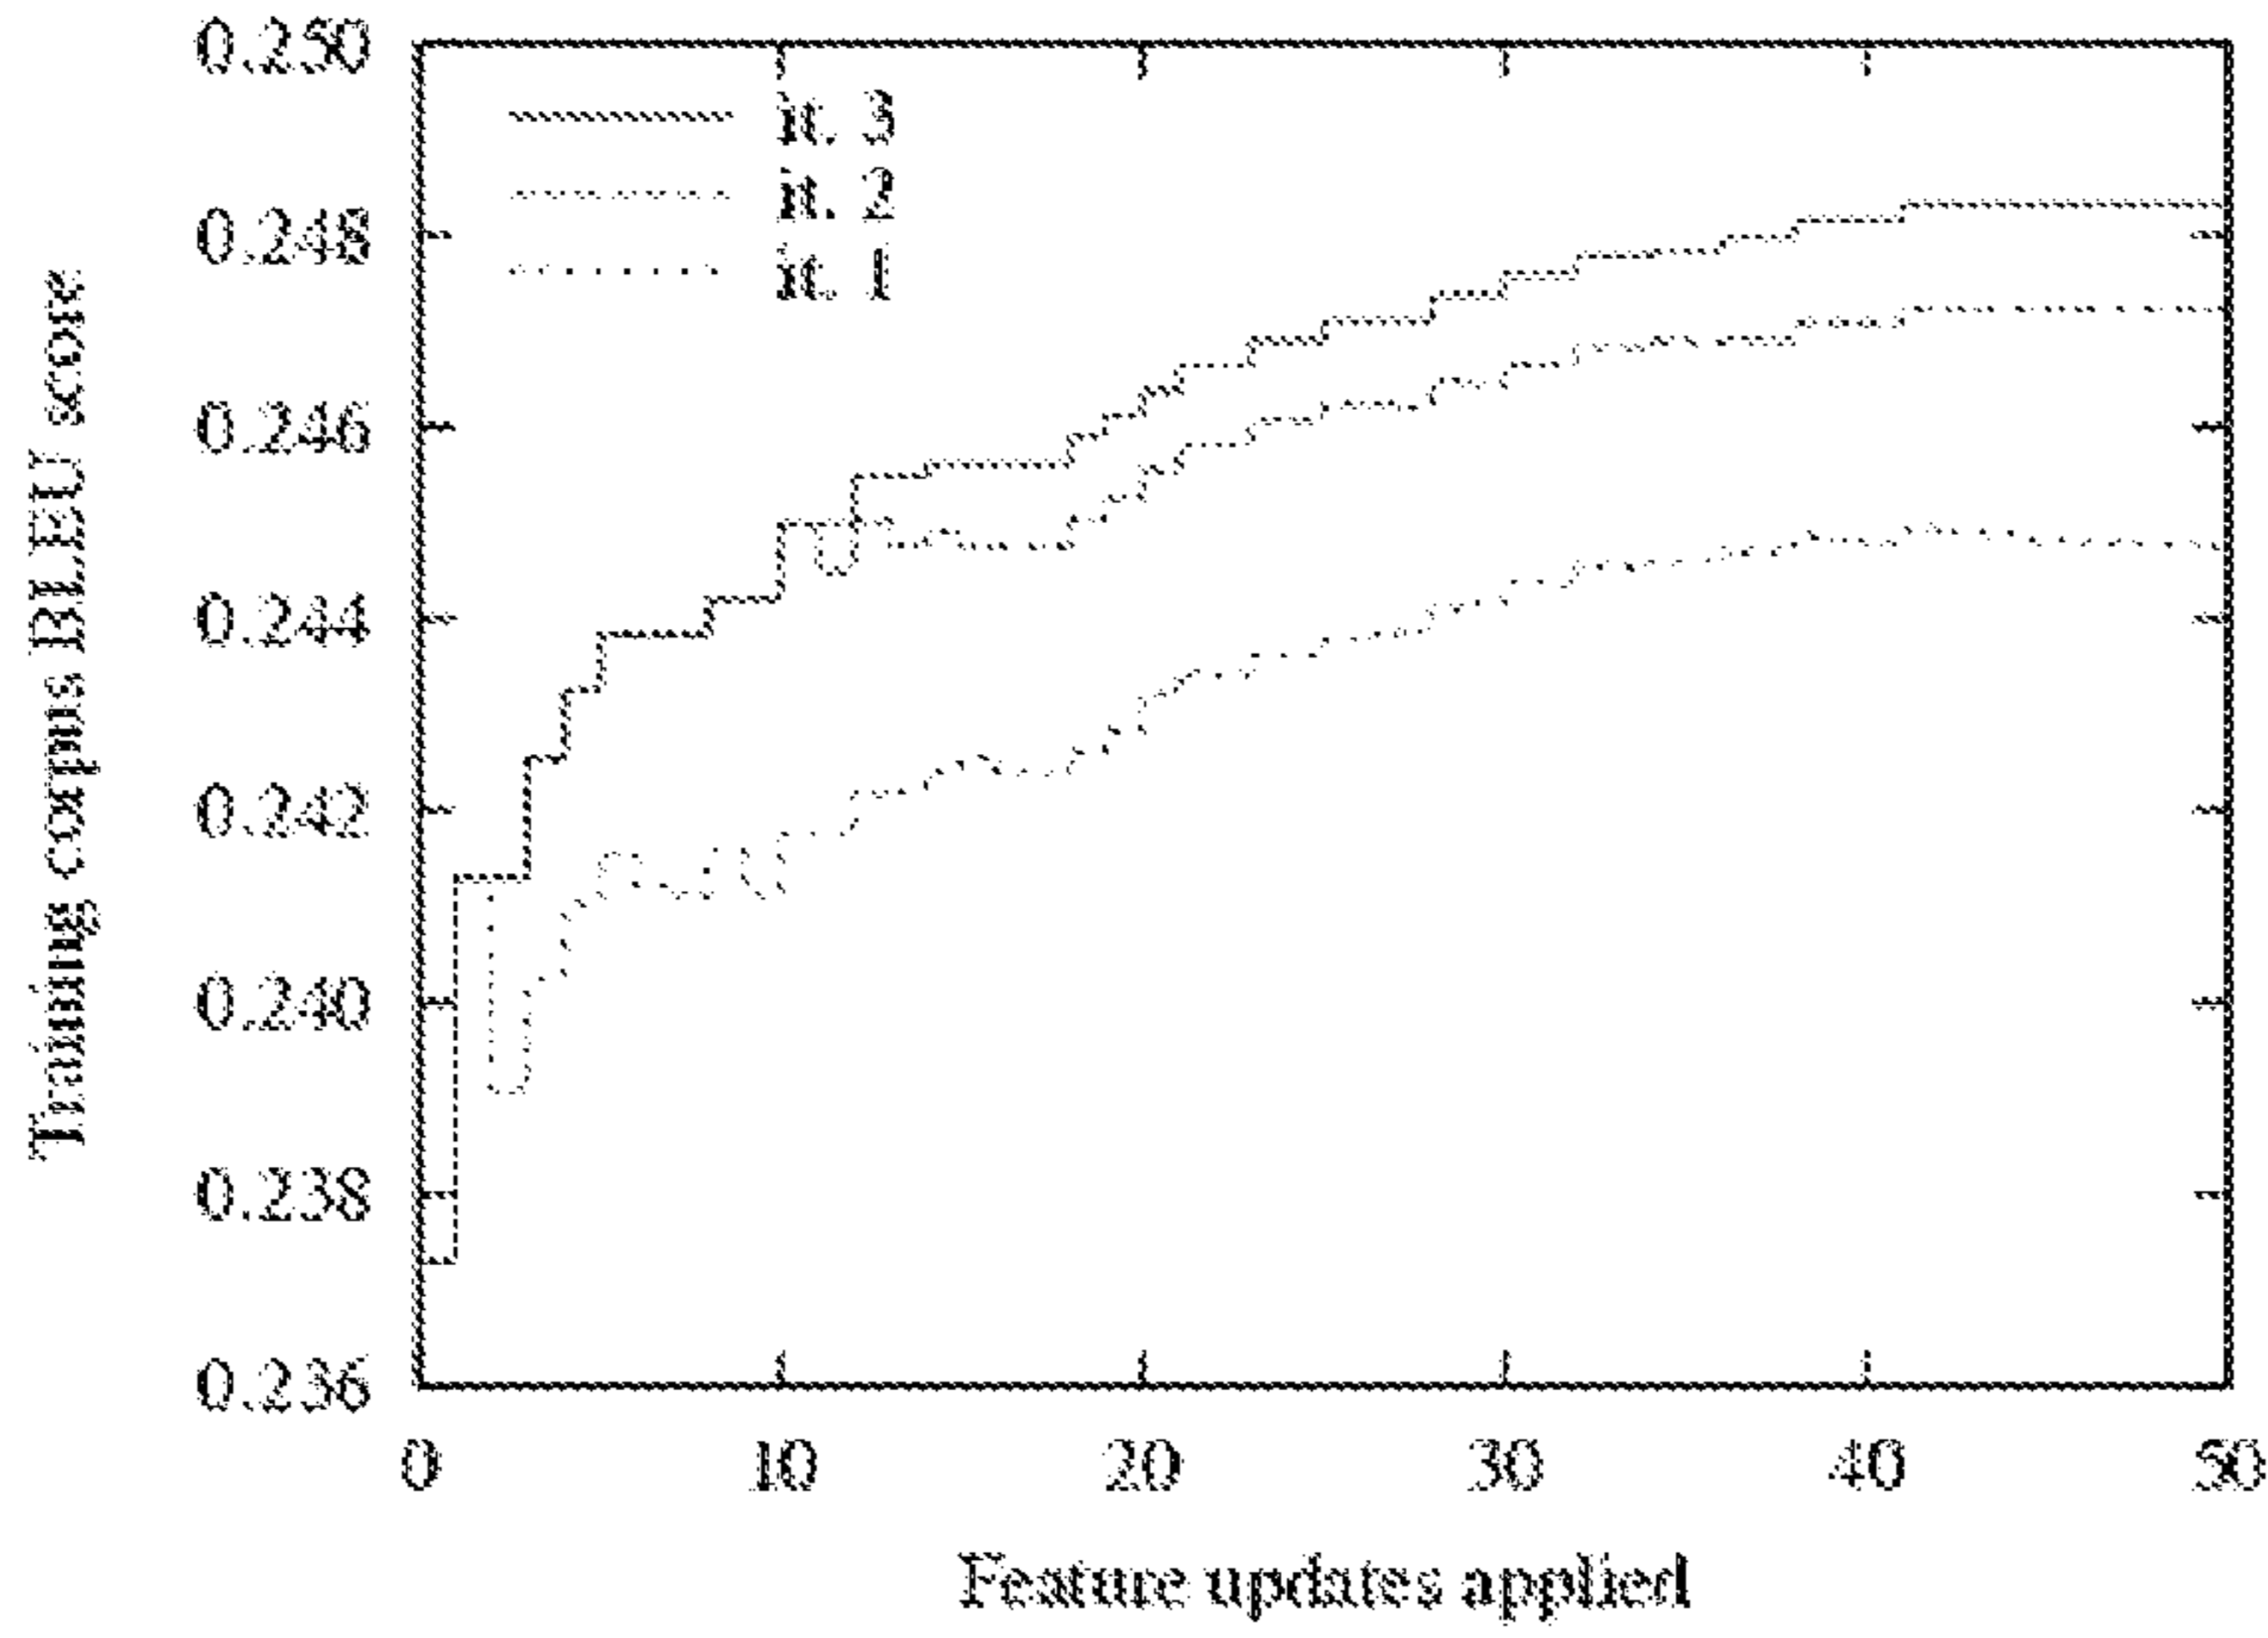 0.250
it. 3
it. 2
0.248
it. 1
0.246
Training corpus BLEU score
0.244
0.242
0.240
0.238
0.236
0 10 20 30 40 50
Feature updates applied